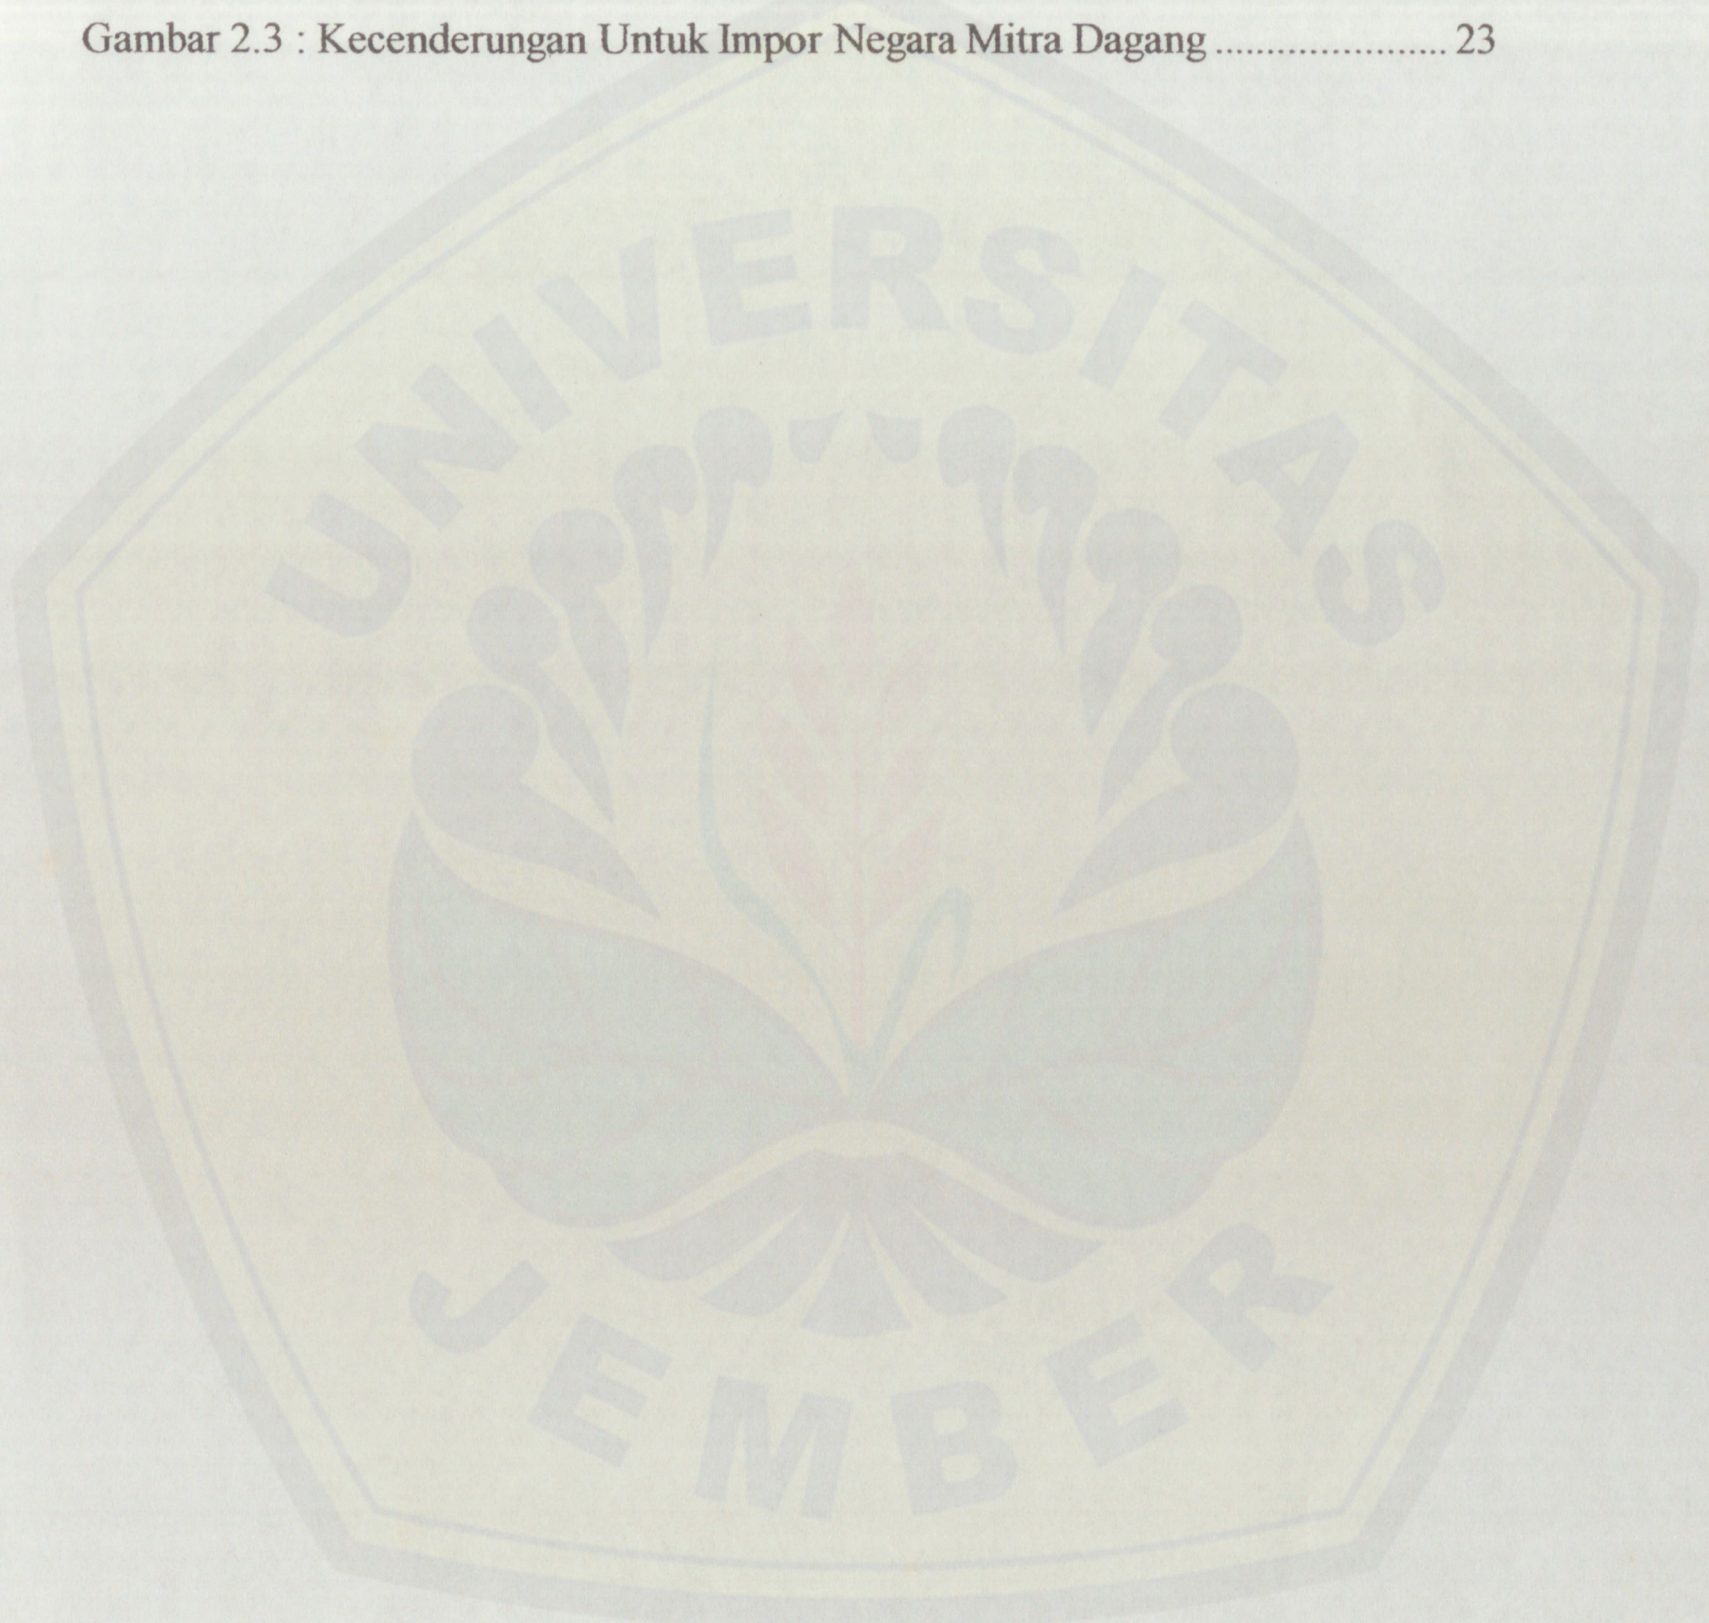 Gambar 2.3 : Kecenderungan Untuk Impor Negara Mitra Dagang ...................... 23
UNIVERSITAS
JEMBER